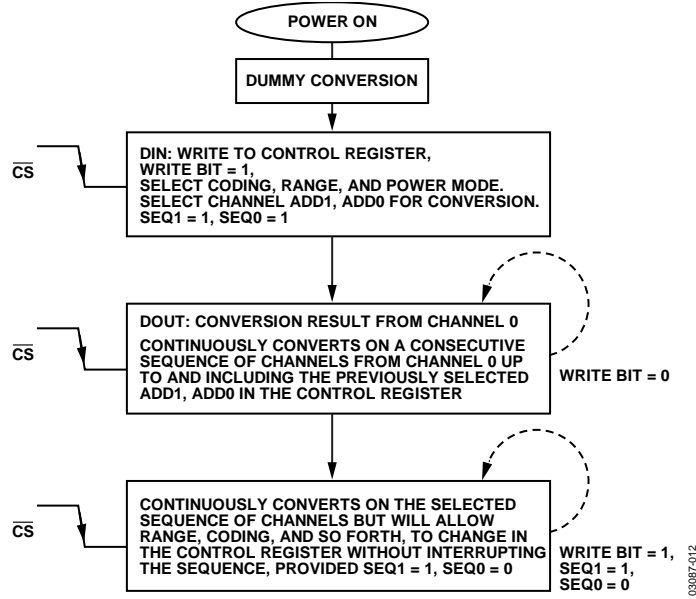 POWER ON
DUMMY CONVERSION
CS
DIN: WRITE TO CONTROL REGISTER,
WRITE BIT = 1,
SELECT CODING, RANGE, AND POWER MODE.
SELECT CHANNEL ADD1, ADD0 FOR CONVERSION.
SEQ1 = 1, SEQ0 = 1
CS
DOUT: CONVERSION RESULT FROM CHANNEL 0
CONTINUOUSLY CONVERTS ON A CONSECUTIVE
SEQUENCE OF CHANNELS FROM CHANNEL 0 UP
TO AND INCLUDING THE PREVIOUSLY SELECTED
ADD1, ADD0 IN THE CONTROL REGISTER
WRITE BIT = 0
CS
CONTINUOUSLY CONVERTS ON THE SELECTED
SEQUENCE OF CHANNELS BUT WILL ALLOW
RANGE, CODING, AND SO FORTH, TO CHANGE IN
THE CONTROL REGISTER WITHOUT INTERRUPTING
THE SEQUENCE, PROVIDED SEQ1 = 1, SEQ0 = 0
WRITE BIT = 1,
SEQ1 = 1,
SEQ0 = 0
03087-012